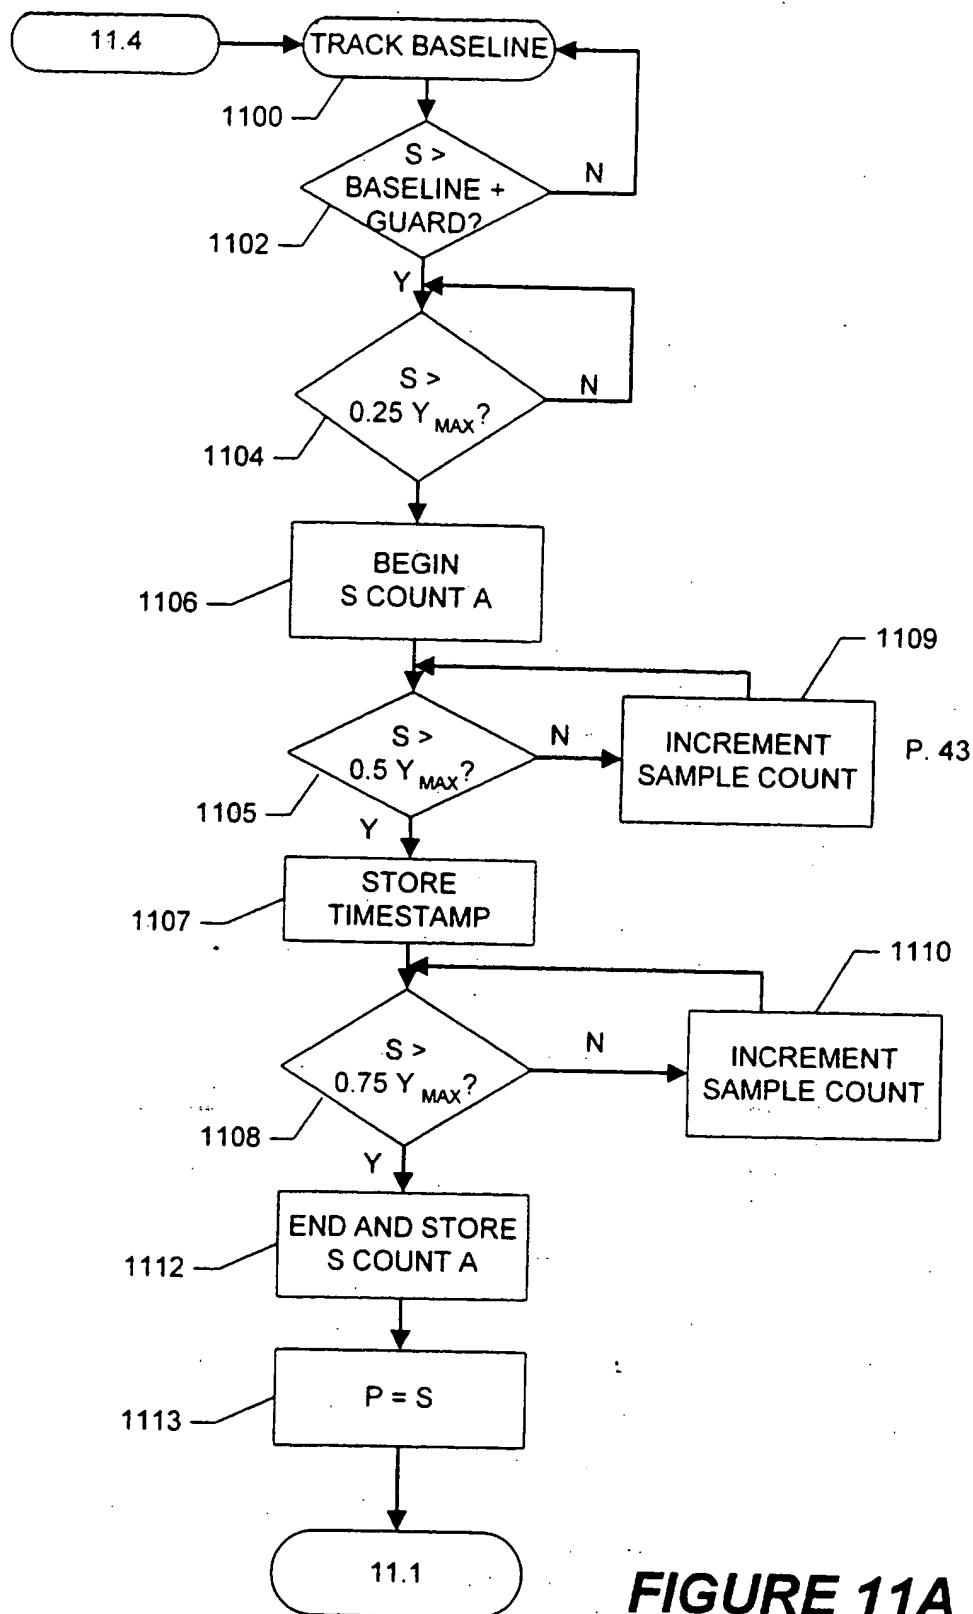 11.4
TRACK BASELINE
1100
S >
BASELINE +
GUARD?
N
1102
Y
S >
0.25 Y MAX?
N
1104
BEGIN
S COUNT A
1106
1109
S >
0.5 Y MAX?
N
INCREMENT
SAMPLE COUNT
P. 43
1105
Y
STORE
TIMESTAMP
1107
1110
S >
0.75 Y MAX?
N
INCREMENT
SAMPLE COUNT
1108
Y
END AND STORE
S COUNT A
1112
P = S
1113
11.1
FIGURE 11A